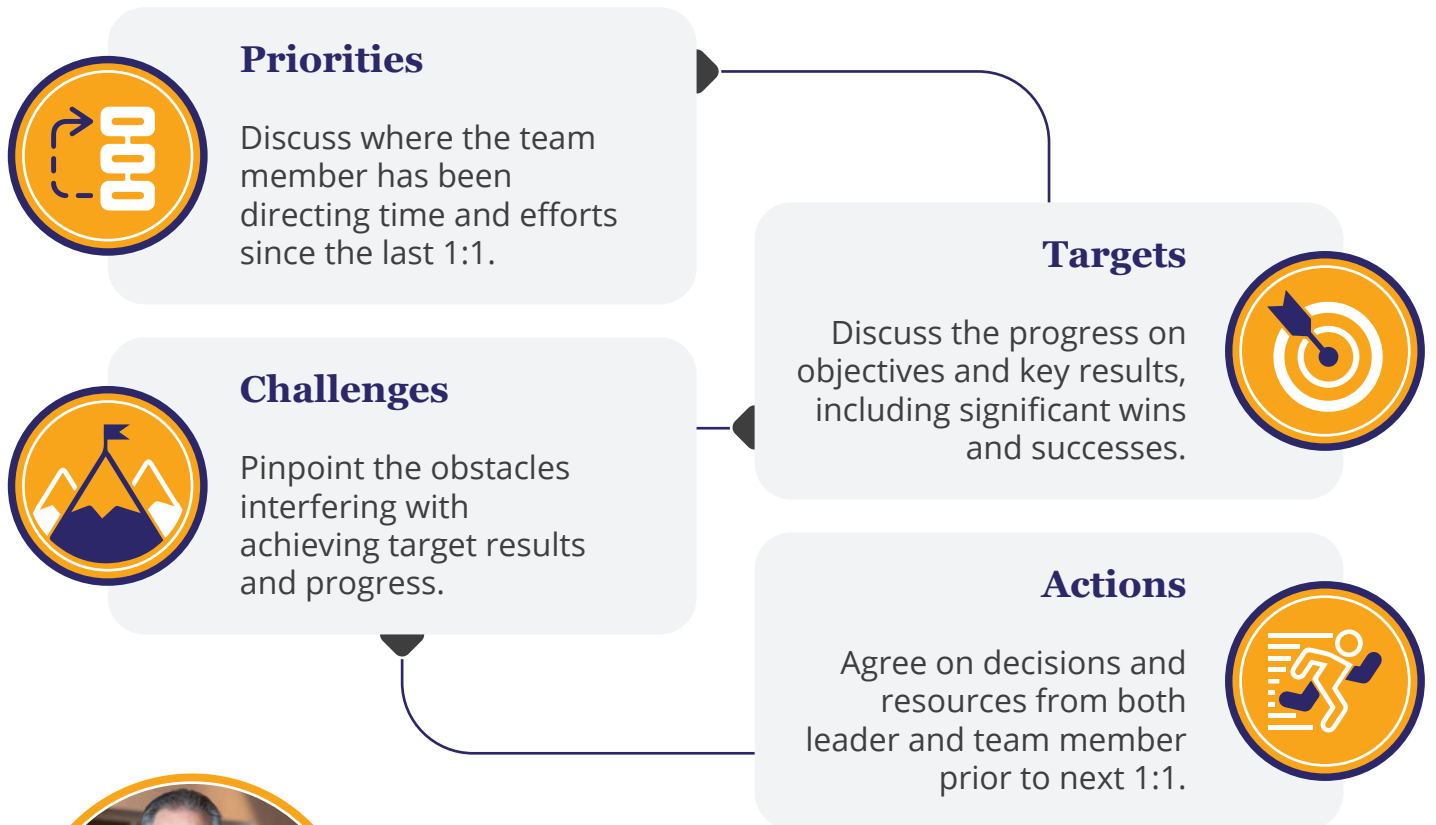 Priorities
Discuss where the team
member has been
directing time and efforts
since the last 1:1.
Targets
Discuss the progress on
objectives and key results,
including significant wins
and successes.
Challenges
Pinpoint the obstacles
interfering with
achieving target results
and progress.
Actions
Agree on decisions and
resources from both
leader and team member
prior to next 1:1.